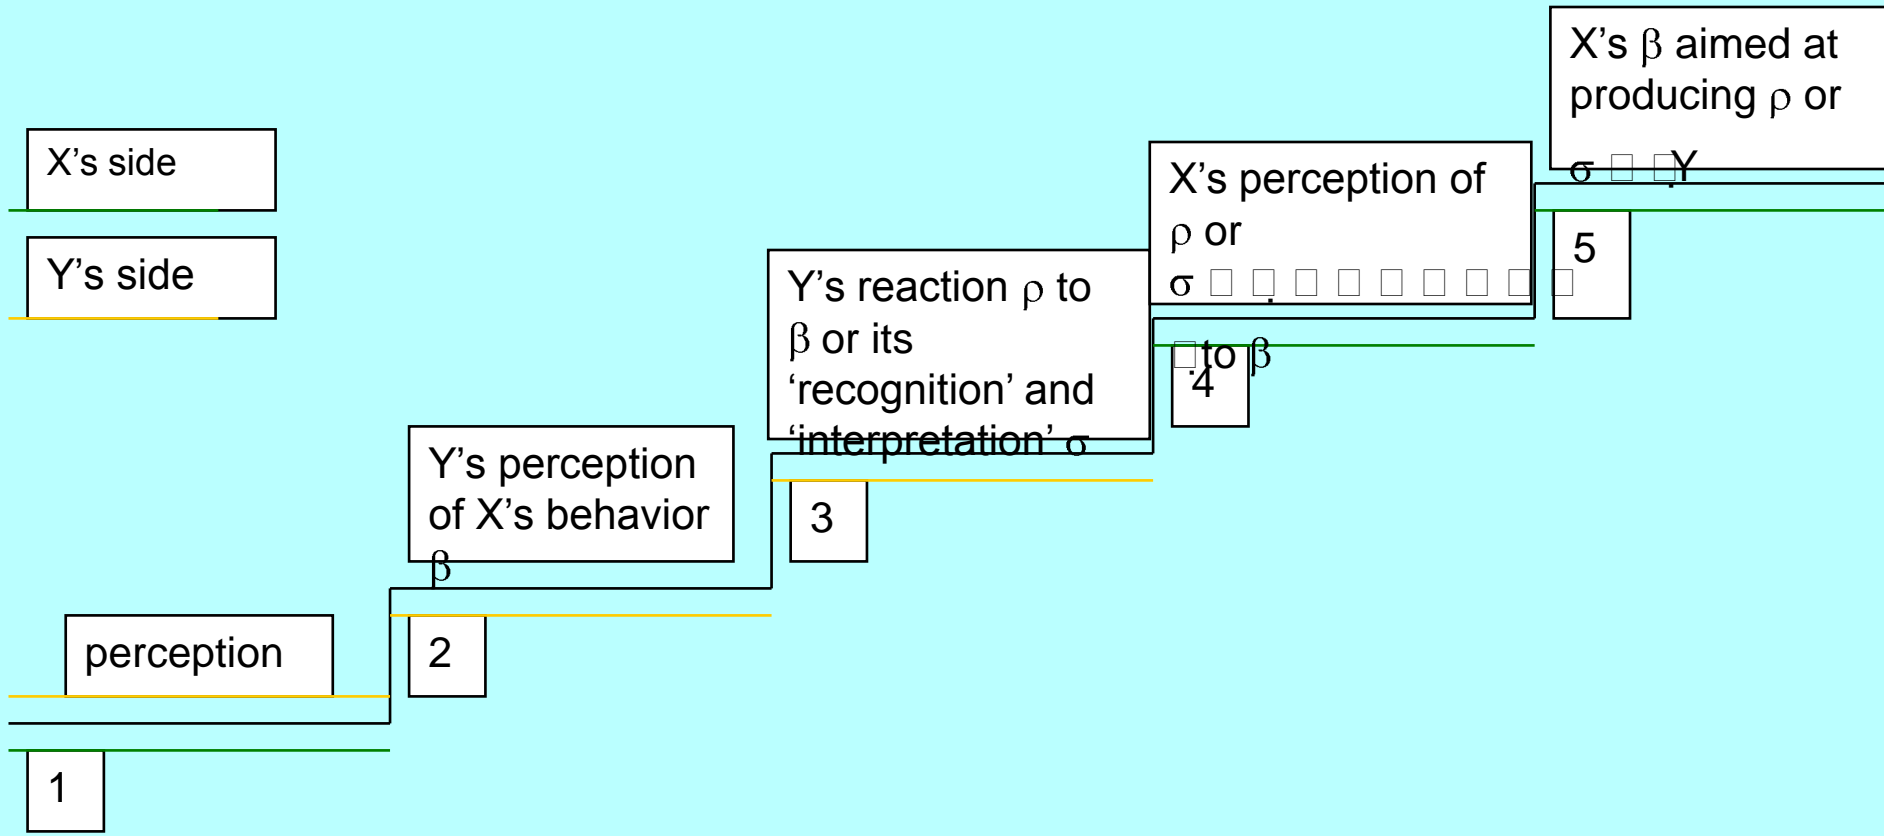 X's β aimed at
producing ρ or
σ □ □Y
X’s side
Y’s side
X’s perception of
ρ or
σ □ □ □ □ □ □ □ □ □
□to β
5
4
Y’s reaction ρ to
β or its
‘recognition’ and
‘interpretation’ σ
3
Y’s perception
of X’s behavior
β
2
perception
1